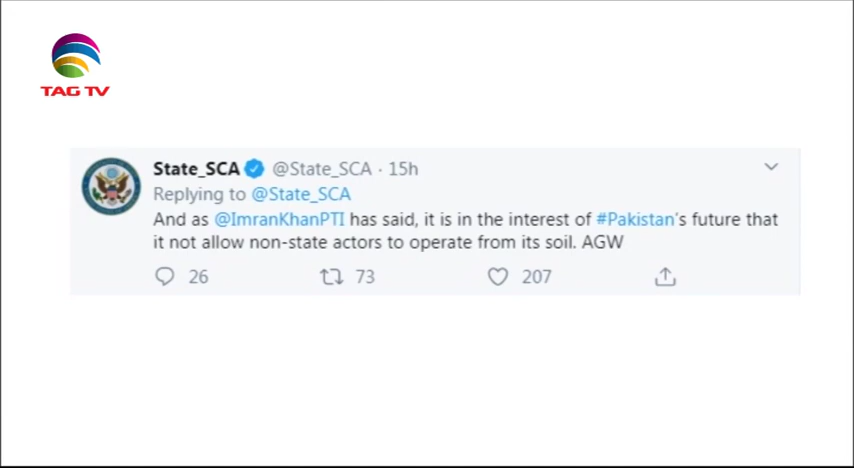 TAG TV
State_SCA @State_SCA · 15h
Replying to @State_SCA
And as @ImranKhanPTI has said, it is in the interest of #Pakistan's future that
it not allow non-state actors to operate from its soil. AGW
26 73 207